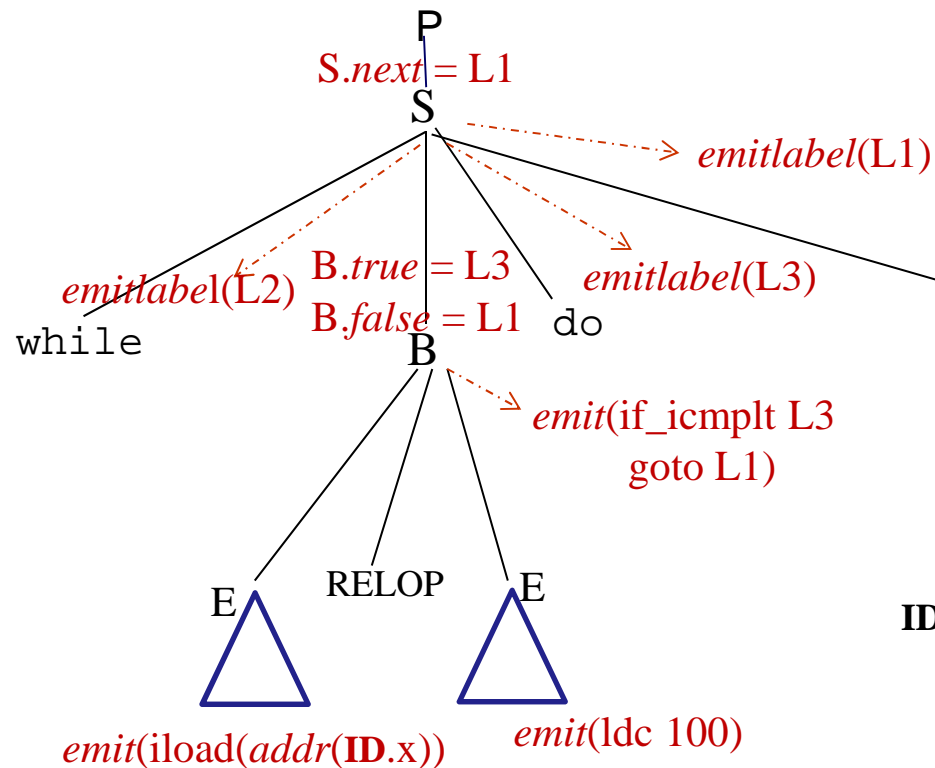 P
S.next = L1
S
emitlabel(L1)
emitlabel(L2)
B.true = L3
B.false = L1
emitlabel(L3)
while
do
B
emit(if_icmplt L3
goto L1)
E
RELOP
E
ID
emit(iload(addr(ID.x))
emit(ldc 100)